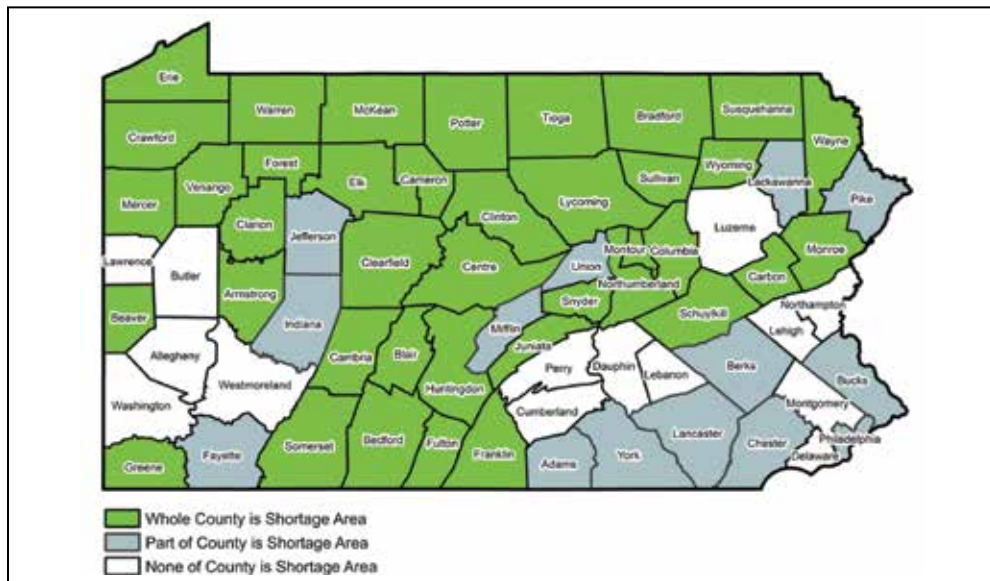 Erie
Warren
McKean
Potter
Tioga
Bradford
Susquehanna
Wayne
Crawford
Forest
Wyoming
Lackawanna
Pike
Venango
Elk
Cameron
Sullivan
Mercer
Clarion
Jefferson
Clinton
Lycoming
Luzerne
Monroe
Lawrence
Butler
Clearfield
Centre
Union
Montour
Columbia
Carbon
Northumberland
Armstrong
Snyder
Schuylkill
Northampton
Beaver
Indiana
Mifflin
Lehigh
Allegheny
Cambria
Blair
Juniata
Perry
Dauphin
Lebanon
Berks
Bucks
Westmoreland
Huntingdon
Montgomery
Washington
Cumberland
Lancaster
Chester
Philadelphia
Delaware
Greene
Fayette
Somerset
Bedford
Fulton
Franklin
Adams
York
Whole County is Shortage Area
Part of County is Shortage Area
None of County is Shortage Area